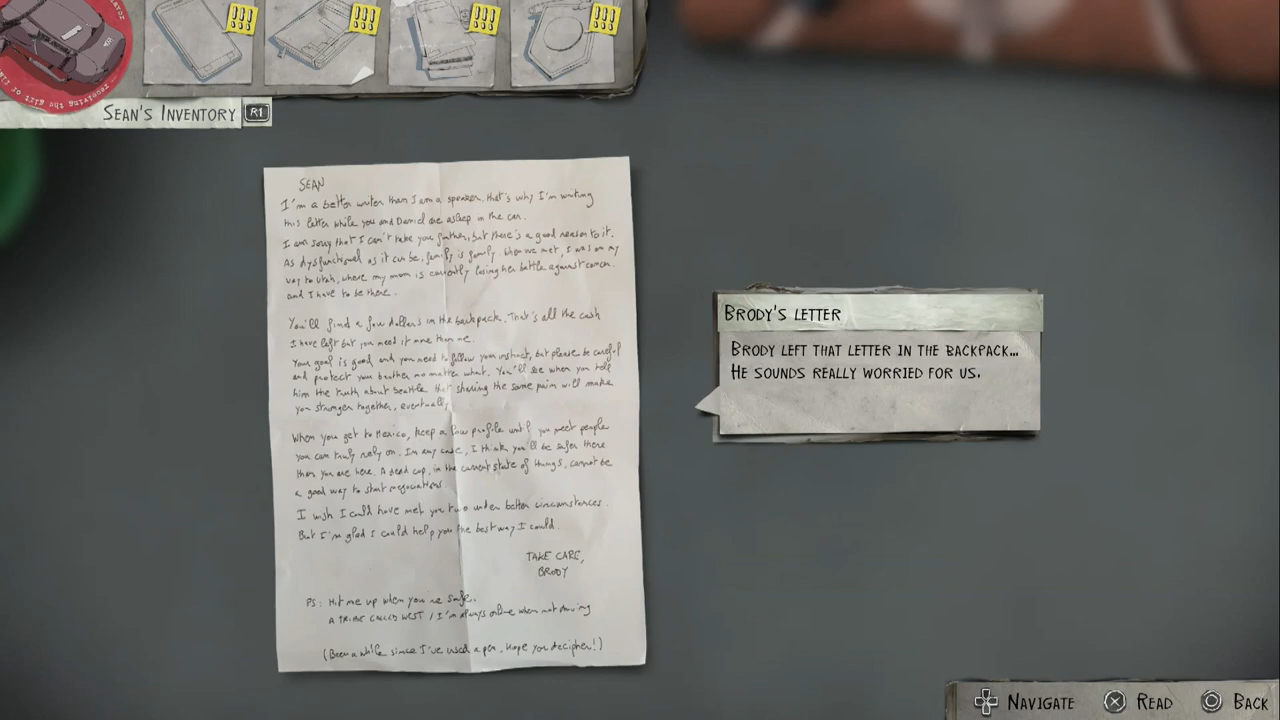 SEAN'S INVENTORY R1
SEAN
I'm a better writer than I am a speaker, that's why I'm writing
this letter while you and Daniel are asleep in the car.
I am sorry that I can't take you further, but there's a good reason to it.
As dysfunctional as it can be, family is family. When we met, I was on my
way to Utah, where my mom is currently losing her battle against cancer.
and I have to be there.
You'll find a few dollars in the backpack. That's all the cash
I have left but you need it more than me.
Your goal is good and you need to follow your instinct, but please be careful
and protect your brother no matter what. You'll see when you tell
him the truth about Seattle that sharing the same pain will make
you stronger together, eventually.
When you get to Mexico, keep a low profile until you meet people
you can truly rely on. In any case, I think you'll be safer there
than you are here. A dead cop, in the current state of things, cannot be
a good way to start negociations.
I wish I could have met you two under better circumstances.
But I'm glad I could help you the best way I could.
TAKE CARE,
BRODY
PS: Hit me up when you're safe.
A TRIBE CALLED WEST / I'm always online when not driving
(Been a while since I've used a pen. Hope you decipher!)
BRODY'S LETTER
BRODY LEFT THAT LETTER IN THE BACKPACK...
HE SOUNDS REALLY WORRIED FOR US.
NAVIGATE READ BACK